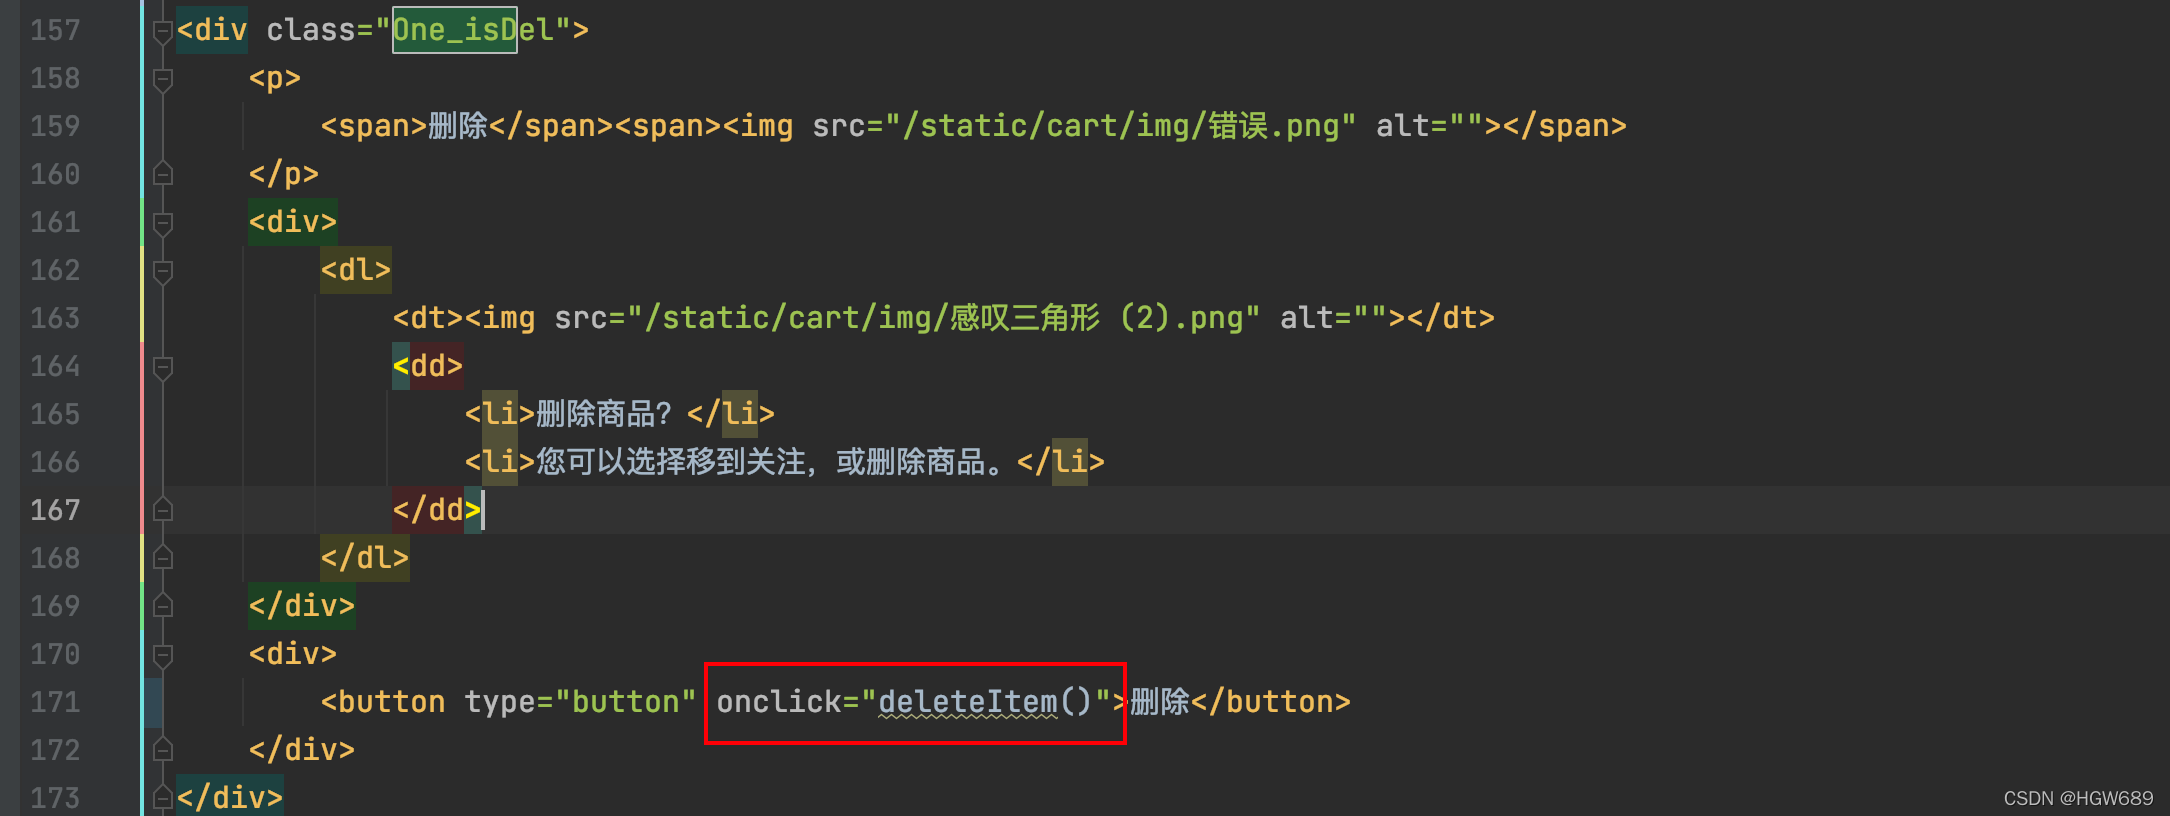 157 <div class="One_isDel">
158 <p>
159 <span>删除</span><span><img src="/static/cart/img/错误.png" alt=""></span>
160 </p>
161 <div>
162 <dl>
163 <dt><img src="/static/cart/img/感叹三角形 (2).png" alt=""></dt>
164 <dd>
165 <li>删除商品？</li>
166 <li>您可以选择移到关注，或删除商品。</li>
167 </dd>
168 </dl>
169 </div>
170 <div>
171 <button type="button" onclick="deleteItem()">删除</button>
172 </div>
173 </div>
CSDN @HGW689